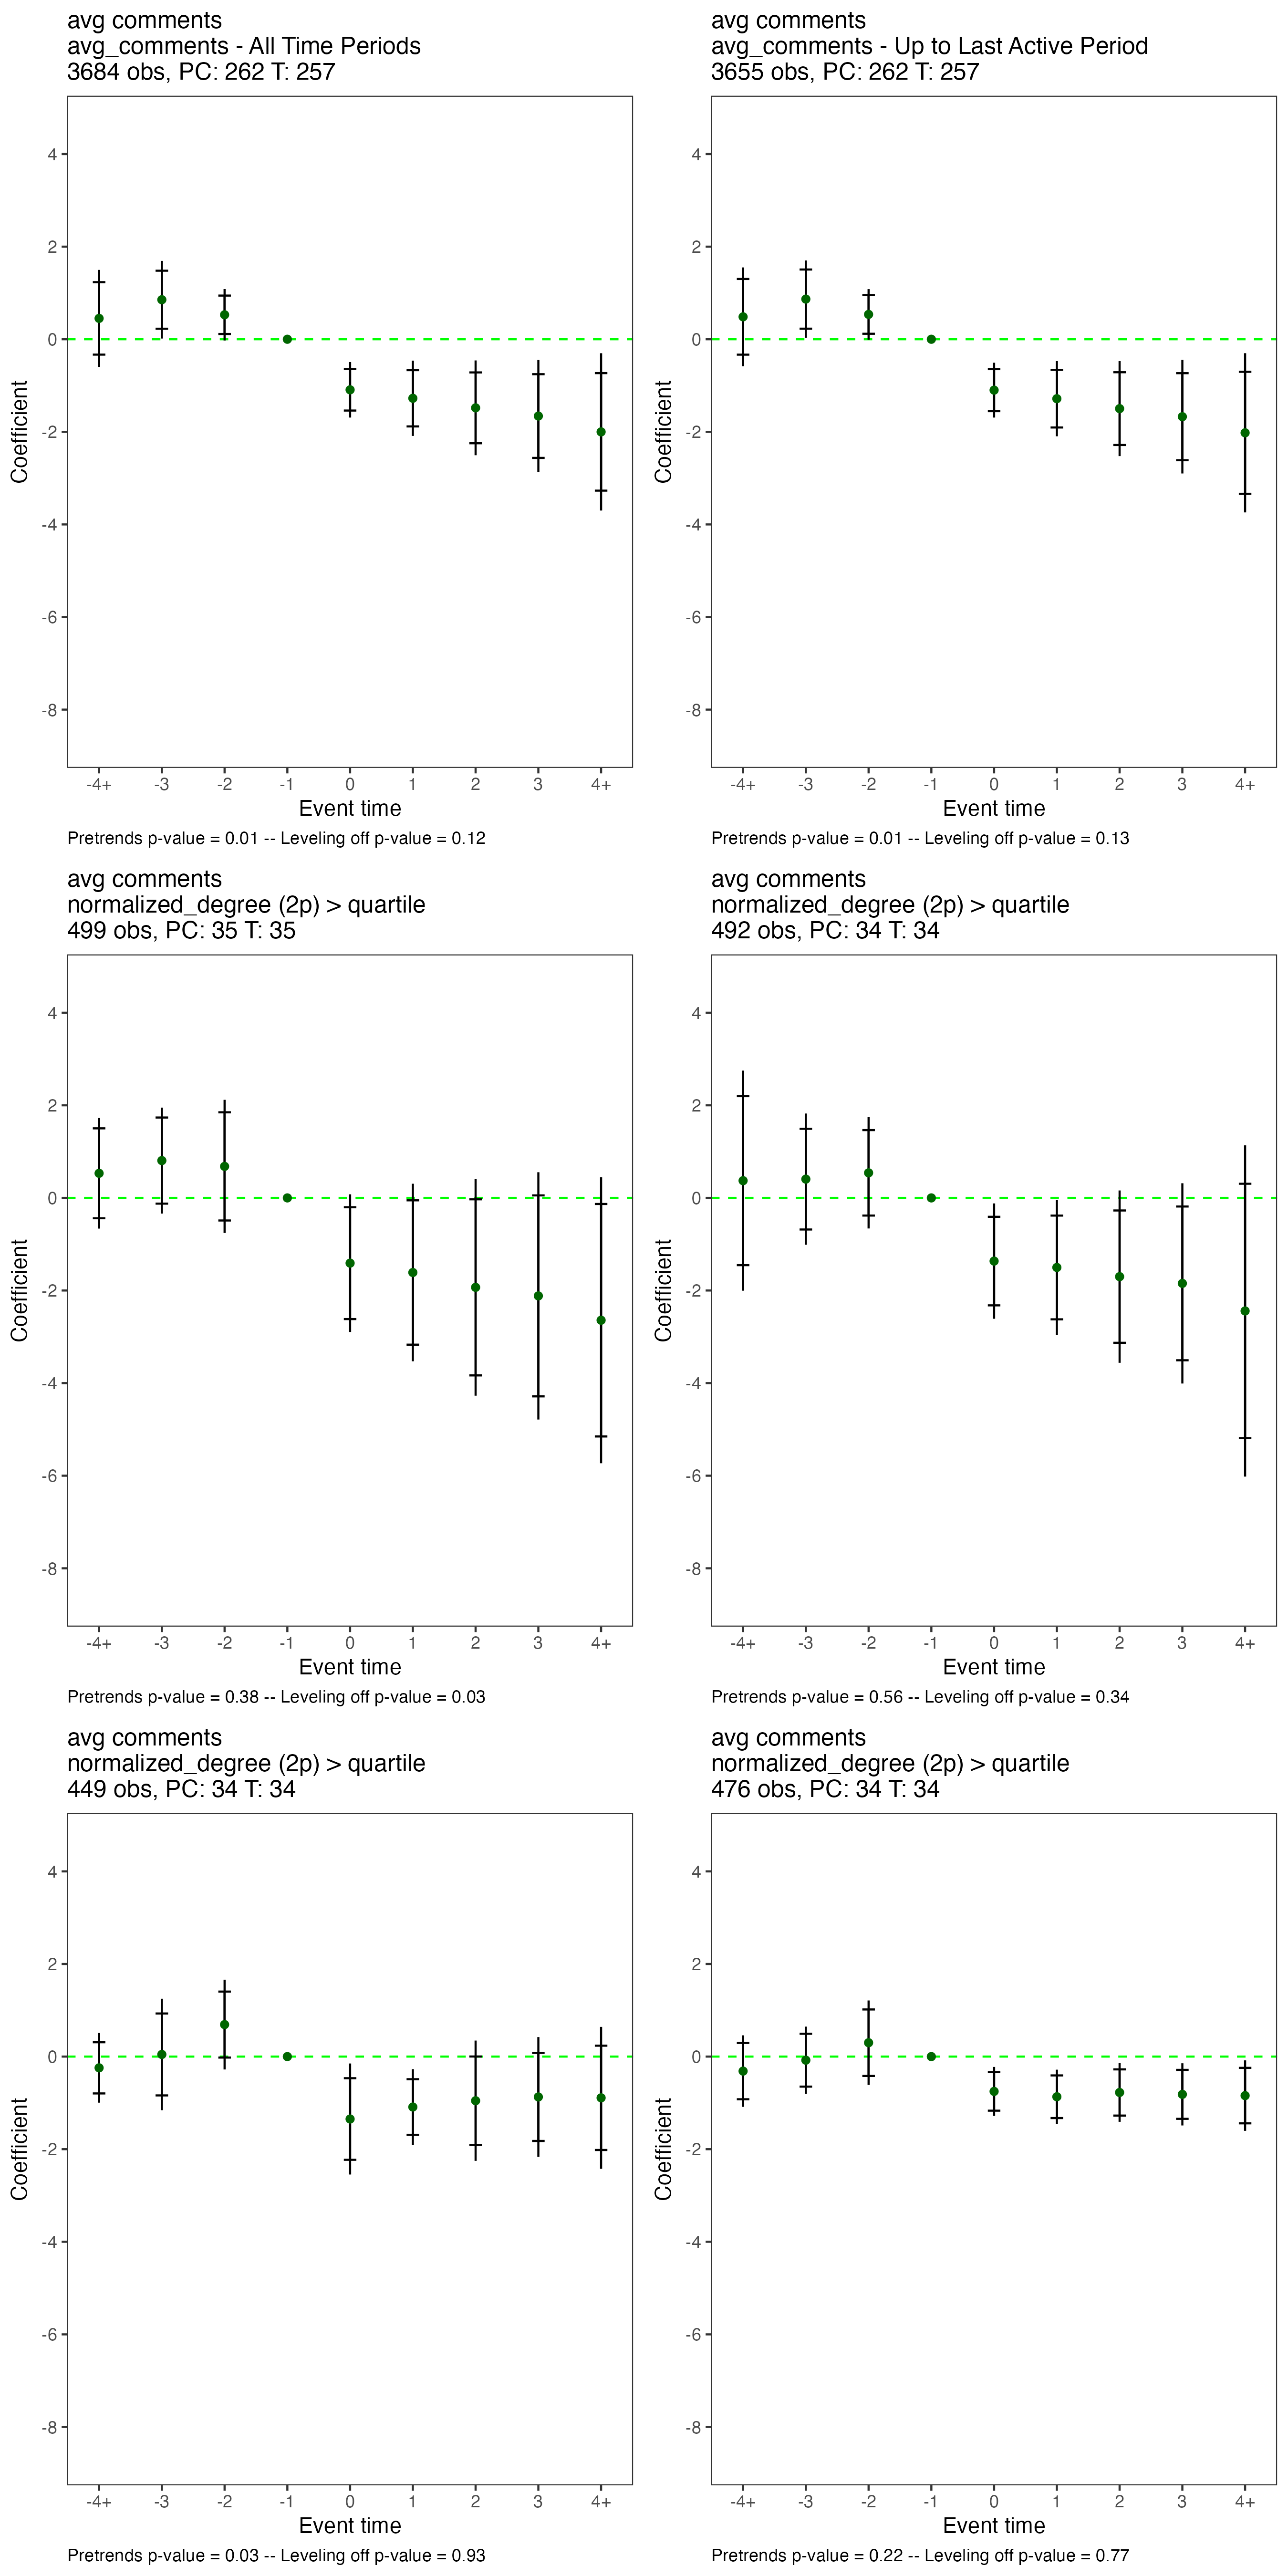 avg comments
avg_comments - All Time Periods
3684 obs, PC: 262 T: 257
4
2
0
-2
-4
-6
-8
Coefficient
-4+ -3 -2 -1 0 1 2 3 4+
Event time
Pretrends p-value = 0.01 -- Leveling off p-value = 0.12
avg comments
avg_comments - Up to Last Active Period
3655 obs, PC: 262 T: 257
4
2
0
-2
-4
-6
-8
Coefficient
-4+ -3 -2 -1 0 1 2 3 4+
Event time
Pretrends p-value = 0.01 -- Leveling off p-value = 0.13
avg comments
normalized_degree (2p) > quartile
499 obs, PC: 35 T: 35
4
2
0
-2
-4
-6
-8
Coefficient
-4+ -3 -2 -1 0 1 2 3 4+
Event time
Pretrends p-value = 0.38 -- Leveling off p-value = 0.03
avg comments
normalized_degree (2p) > quartile
492 obs, PC: 34 T: 34
4
2
0
-2
-4
-6
-8
Coefficient
-4+ -3 -2 -1 0 1 2 3 4+
Event time
Pretrends p-value = 0.56 -- Leveling off p-value = 0.34
avg comments
normalized_degree (2p) > quartile
449 obs, PC: 34 T: 34
4
2
0
-2
-4
-6
-8
Coefficient
-4+ -3 -2 -1 0 1 2 3 4+
Event time
Pretrends p-value = 0.03 -- Leveling off p-value = 0.93
avg comments
normalized_degree (2p) > quartile
476 obs, PC: 34 T: 34
4
2
0
-2
-4
-6
-8
Coefficient
-4+ -3 -2 -1 0 1 2 3 4+
Event time
Pretrends p-value = 0.22 -- Leveling off p-value = 0.77